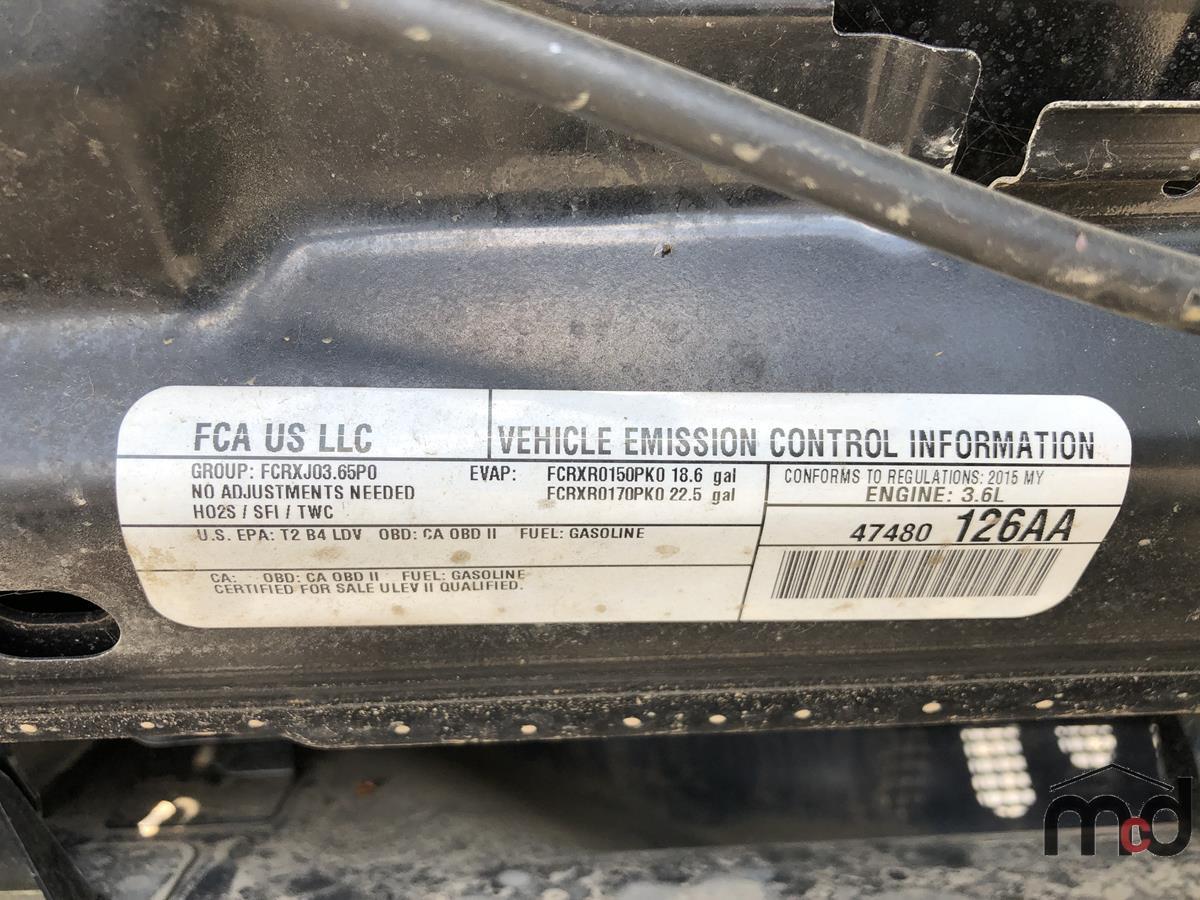 FCA US LLC
VEHICLE EMISSION CONTROL INFORMATION
GROUP: FCRXJ03.65P0
NO ADJUSTMENTS NEEDED
HO2S / SFI / TWC
EVAP: FCRXR0150PK0 18.6 gal
FCRXR0170PK0 22.5 gal
CONFORMS TO REGULATIONS: 2015 MY
ENGINE: 3.6L
U.S. EPA: T2 B4 LDV OBD: CA OBD II FUEL: GASOLINE
47480 126AA
CA: OBD: CA OBD II FUEL: GASOLINE
CERTIFIED FOR SALE ULEV II QUALIFIED.
mcd